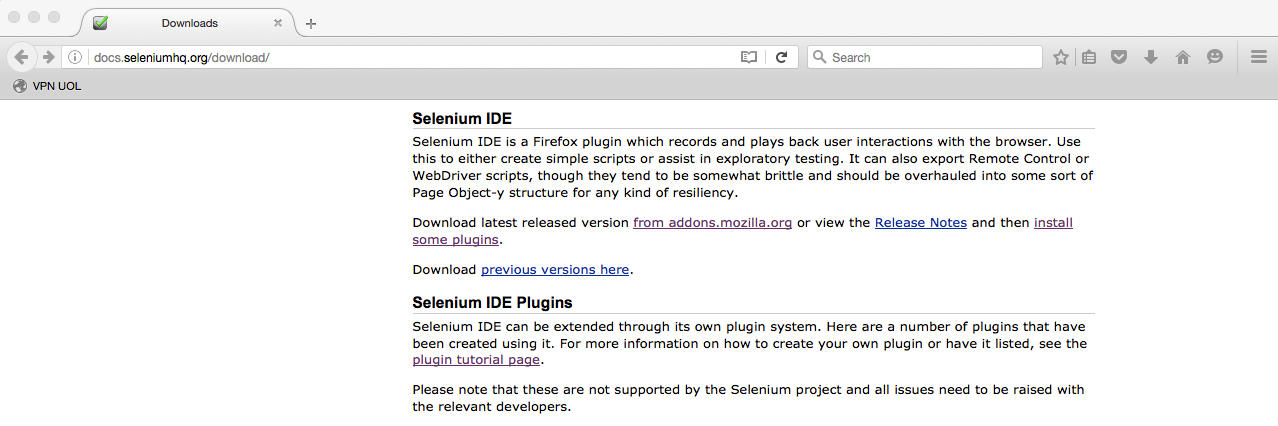 Downloads
docs.seleniumhq.org/download/
Search
VPN UOL
Selenium IDE
Selenium IDE is a Firefox plugin which records and plays back user interactions with the browser. Use
this to either create simple scripts or assist in exploratory testing. It can also export Remote Control or
WebDriver scripts, though they tend to be somewhat brittle and should be overhauled into some sort of
Page Object-y structure for any kind of resiliency.
Download latest released version from addons.mozilla.org or view the Release Notes and then install
some plugins.
Download previous versions here.
Selenium IDE Plugins
Selenium IDE can be extended through its own plugin system. Here are a number of plugins that have
been created using it. For more information on how to create your own plugin or have it listed, see the
plugin tutorial page.
Please note that these are not supported by the Selenium project and all issues need to be raised with
the relevant developers.